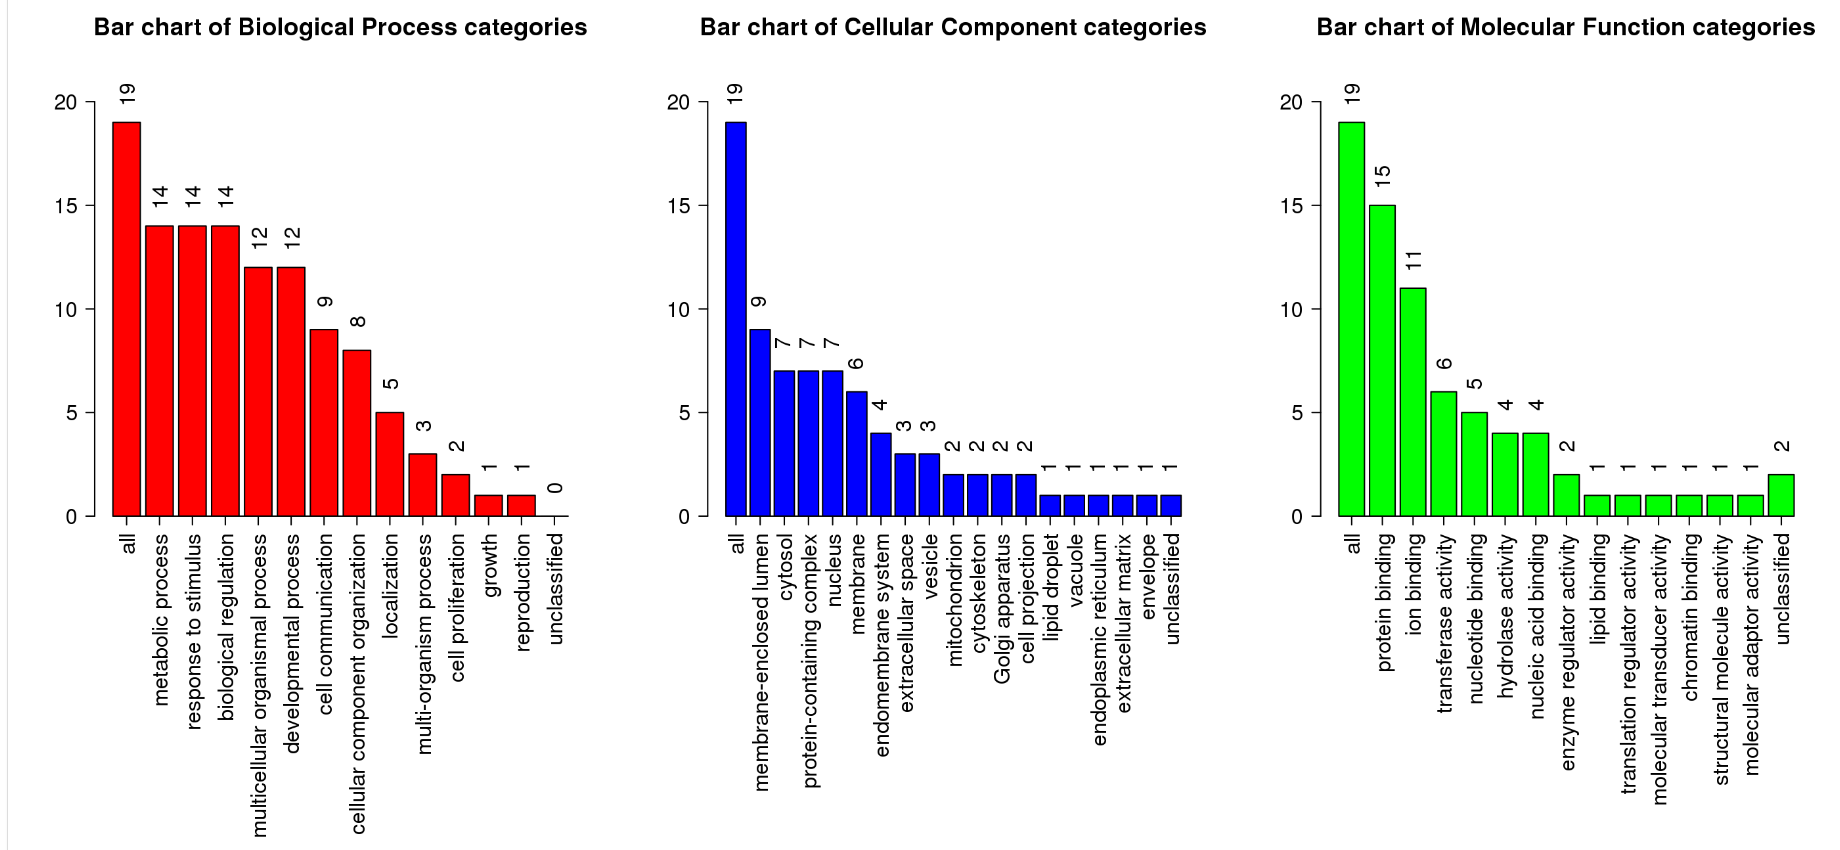 Bar chart of Biological Process categories
20
15
10
5
0
19
14
14
14
12
12
9
8
5
3
2
1
1
0
all
metabolic process
response to stimulus
biological regulation
multicellular organismal process
developmental process
cell communication
cellular component organization
localization
multi-organism process
cell proliferation
growth
reproduction
unclassified
Bar chart of Cellular Component categories
20
15
10
5
0
19
9
7
7
7
6
4
3
3
2
2
2
2
1
1
1
1
1
1
all
membrane-enclosed lumen
cytosol
protein-containing complex
nucleus
membrane
endomembrane system
extracellular space
vesicle
mitochondrion
cytoskeleton
Golgi apparatus
cell projection
lipid droplet
vacuole
endoplasmic reticulum
extracellular matrix
envelope
unclassified
Bar chart of Molecular Function categories
20
15
10
5
0
19
15
11
6
5
4
4
2
1
1
1
1
1
1
2
all
protein binding
ion binding
transferase activity
nucleotide binding
hydrolase activity
nucleic acid binding
enzyme regulator activity
lipid binding
translation regulator activity
molecular transducer activity
chromatin binding
structural molecule activity
molecular adaptor activity
unclassified